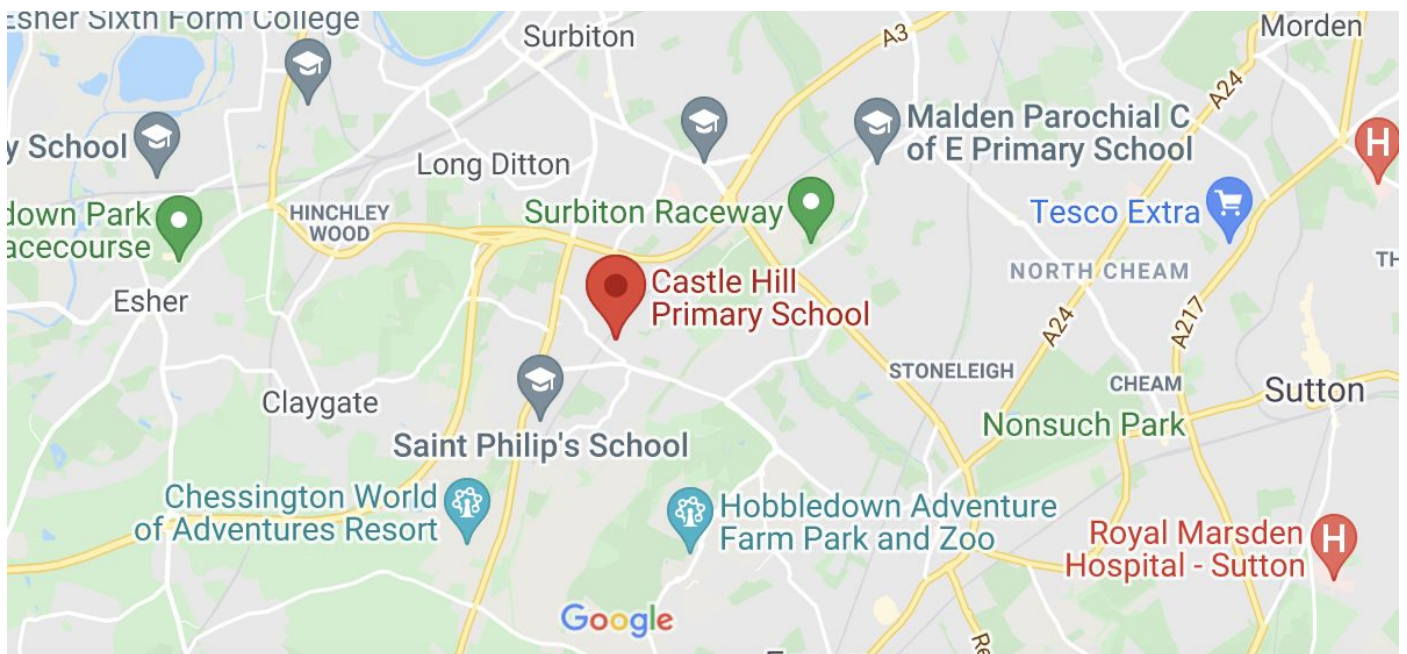 Esher Sixth Form College
Surbiton
A3
Morden
A24
y School
Malden Parochial C
of E Primary School
Long Ditton
down Park
acecourse
HINCHLEY
WOOD
Surbiton Raceway
Tesco Extra
NORTH CHEAM
TH
Esher
Castle Hill
Primary School
A24
A217
STONELEIGH
CHEAM
Sutton
Claygate
Nonsuch Park
Saint Philip's School
Chessington World
of Adventures Resort
Hobbledown Adventure
Farm Park and Zoo
Royal Marsden
Hospital - Sutton
H
H
Google
Re